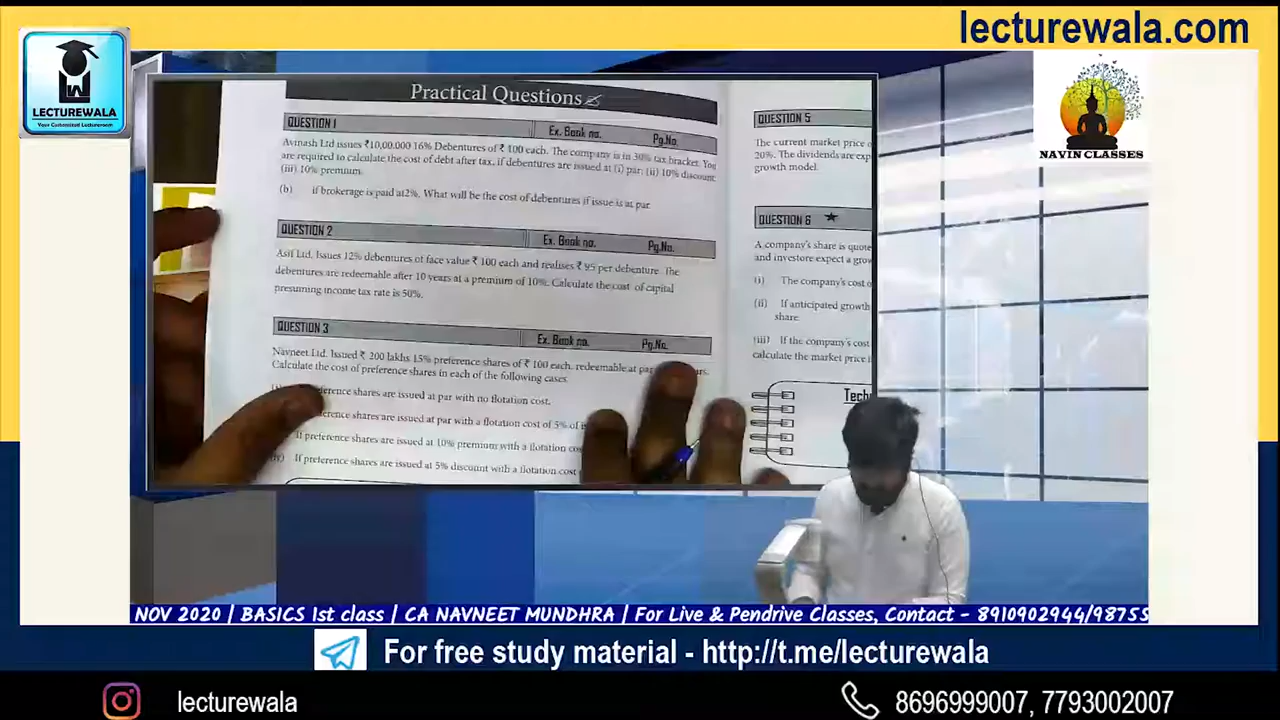 lecturewala.com
LECTUREWALA
Your Customized Lectureroom
NAVIN CLASSES
Practical Questions
QUESTION 1 Ex. Book no. Pg.No.
Avinash Ltd issues ₹10,00,000 16% Debentures of ₹ 100 each. The company is in 30% tax bracket. You
are required to calculate the cost of debt after tax, if debentures are issued at (i) par; (ii) 10% discount
(iii) 10% premium.
(b) if brokerage is paid at2%. What will be the cost of debentures if issue is at par.
QUESTION 2 Ex. Book no. Pg.No.
Asif Ltd. Issues 12% debentures of face value ₹ 100 each and realises ₹ 95 per debenture. The
debentures are redeemable after 10 years at a premium of 10%. Calculate the cost of capital
presuming income tax rate is 50%.
QUESTION 3 Ex. Book no. Pg.No.
Navneet Ltd. Issued ₹ 200 lakhs 15% preference shares of ₹ 100 each, redeemable at par
Calculate the cost of preference shares in each of the following cases.
shares are issued at par with no flotation cost.
shares are issued at par with a flotation cost of 5% of
If preference shares are issued at 10% premium with a flotation
If preference shares are issued at 5% discount with a flotation cost
QUESTION 5
The current market price
20%. The dividends are
growth model.
QUESTION 6 ★
A company's share is
and investore expect a
(i) The company's cost
(ii) If anticipated growth
share.
(iii) If the company's cost
calculate the market price
NOV 2020 | BASICS 1st class | CA NAVNEET MUNDHRA | For Live & Pendrive Classes, Contact - 8910902944/98755
For free study material - http://t.me/lecturewala
lecturewala
8696999007, 7793002007